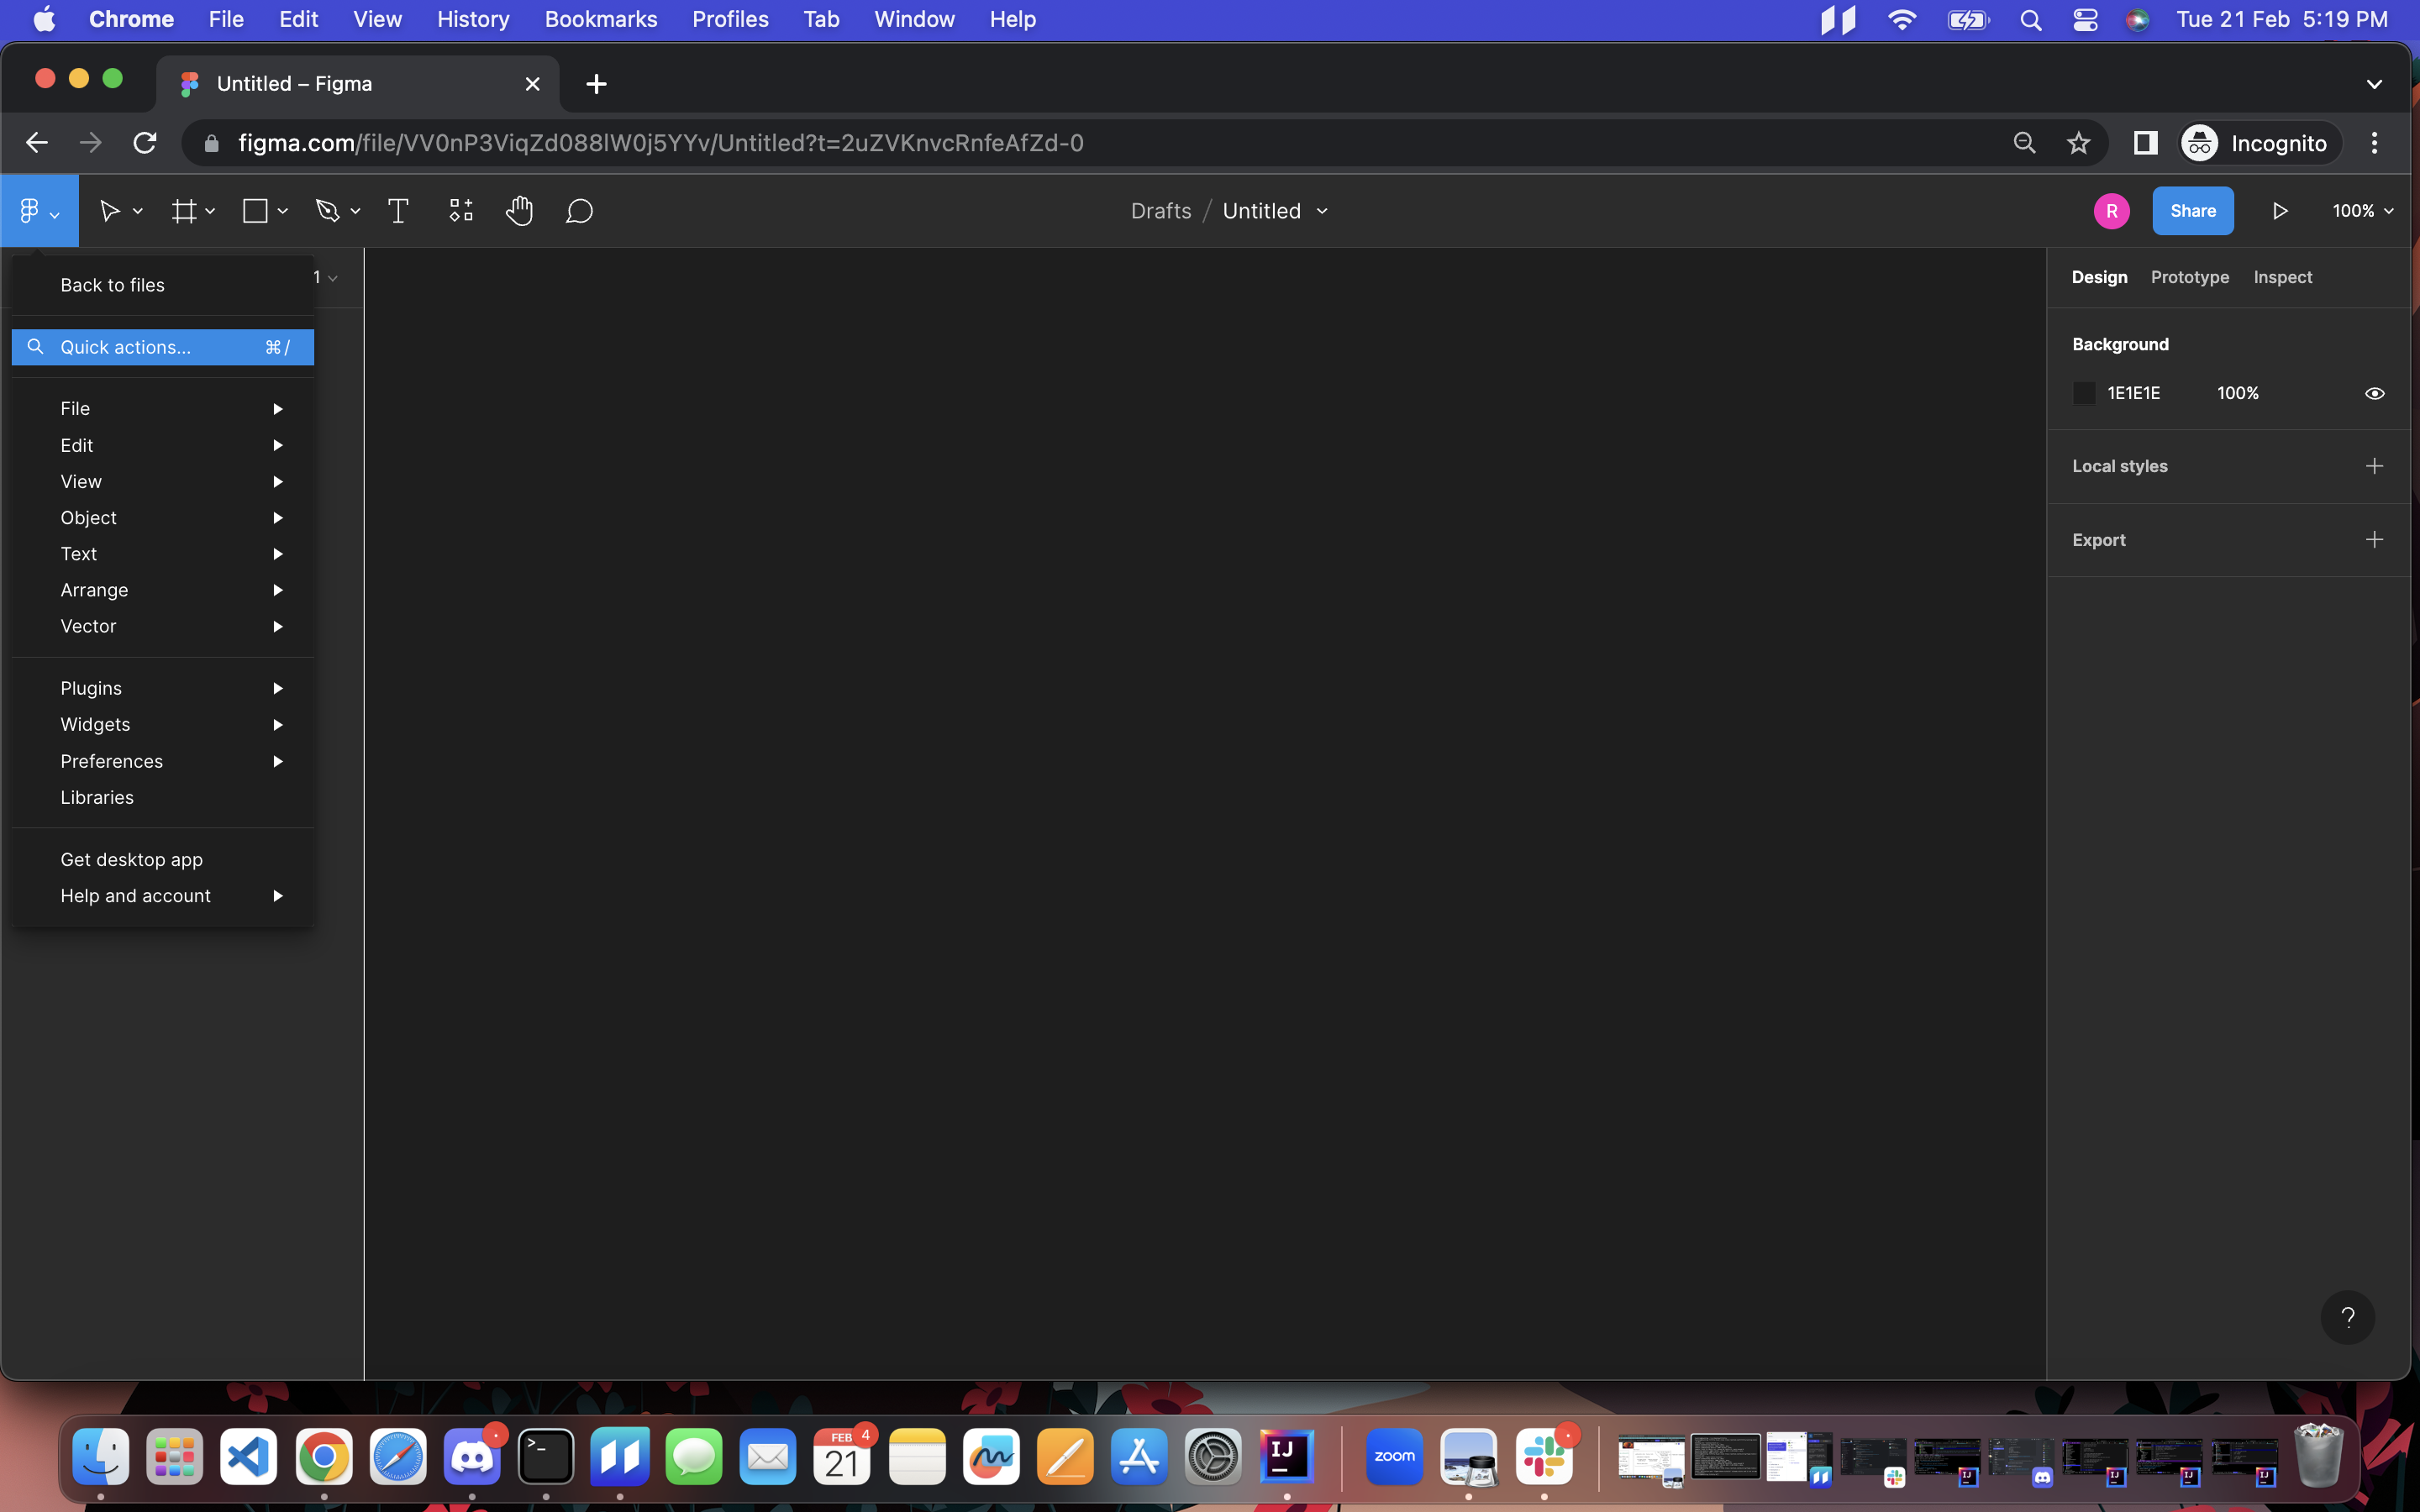 Chrome File Edit View History Bookmarks Profiles Tab Window Help Tue 21 Feb 5:19 PM
Untitled – Figma
figma.com/file/VV0nP3ViqZd088lW0j5YYv/Untitled?t=2uZVKnvcRnfeAfZd-0 Incognito
Drafts / Untitled R Share 100%
Back to files 1
Quick actions... ⌘/
File
Edit
View
Object
Text
Arrange
Vector
Plugins
Widgets
Preferences
Libraries
Get desktop app
Help and account
Design Prototype Inspect
Background
1E1E1E 100%
Local styles
Export
?
FEB 4
21
IJ
zoom